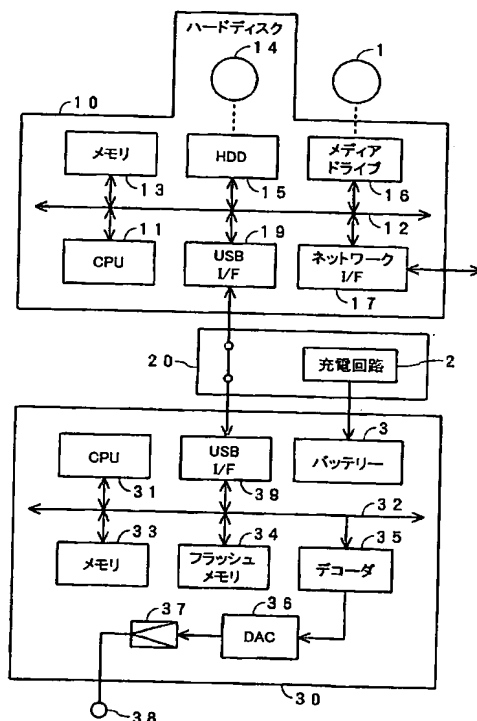 ハードディスク
14
1
10
メモリ
13
HDD
15
メディア
ドライブ
16
12
11
CPU
19
USB
I/F
ネットワーク
I/F
17
20
充電回路
2
CPU
31
USB
I/F
39
3
バッテリー
32
33
メモリ
34
フラッシュ
メモリ
35
デコーダ
37
36
DAC
38
30